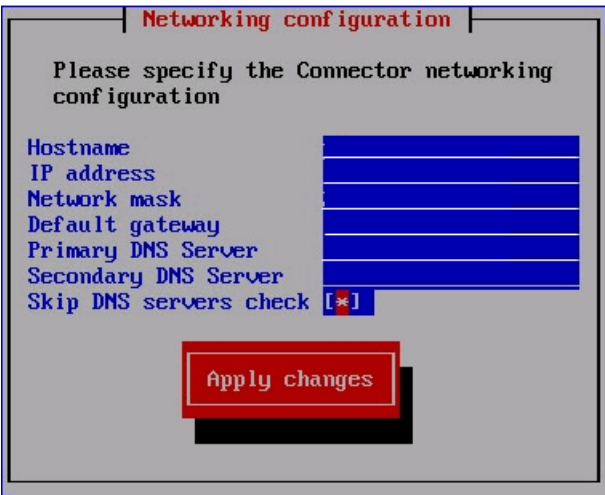 Networking configuration
Please specify the Connector networking
configuration
Hostname
IP address
Network mask
Default gateway
Primary DNS Server
Secondary DNS Server
Skip DNS servers check [*]
Apply changes